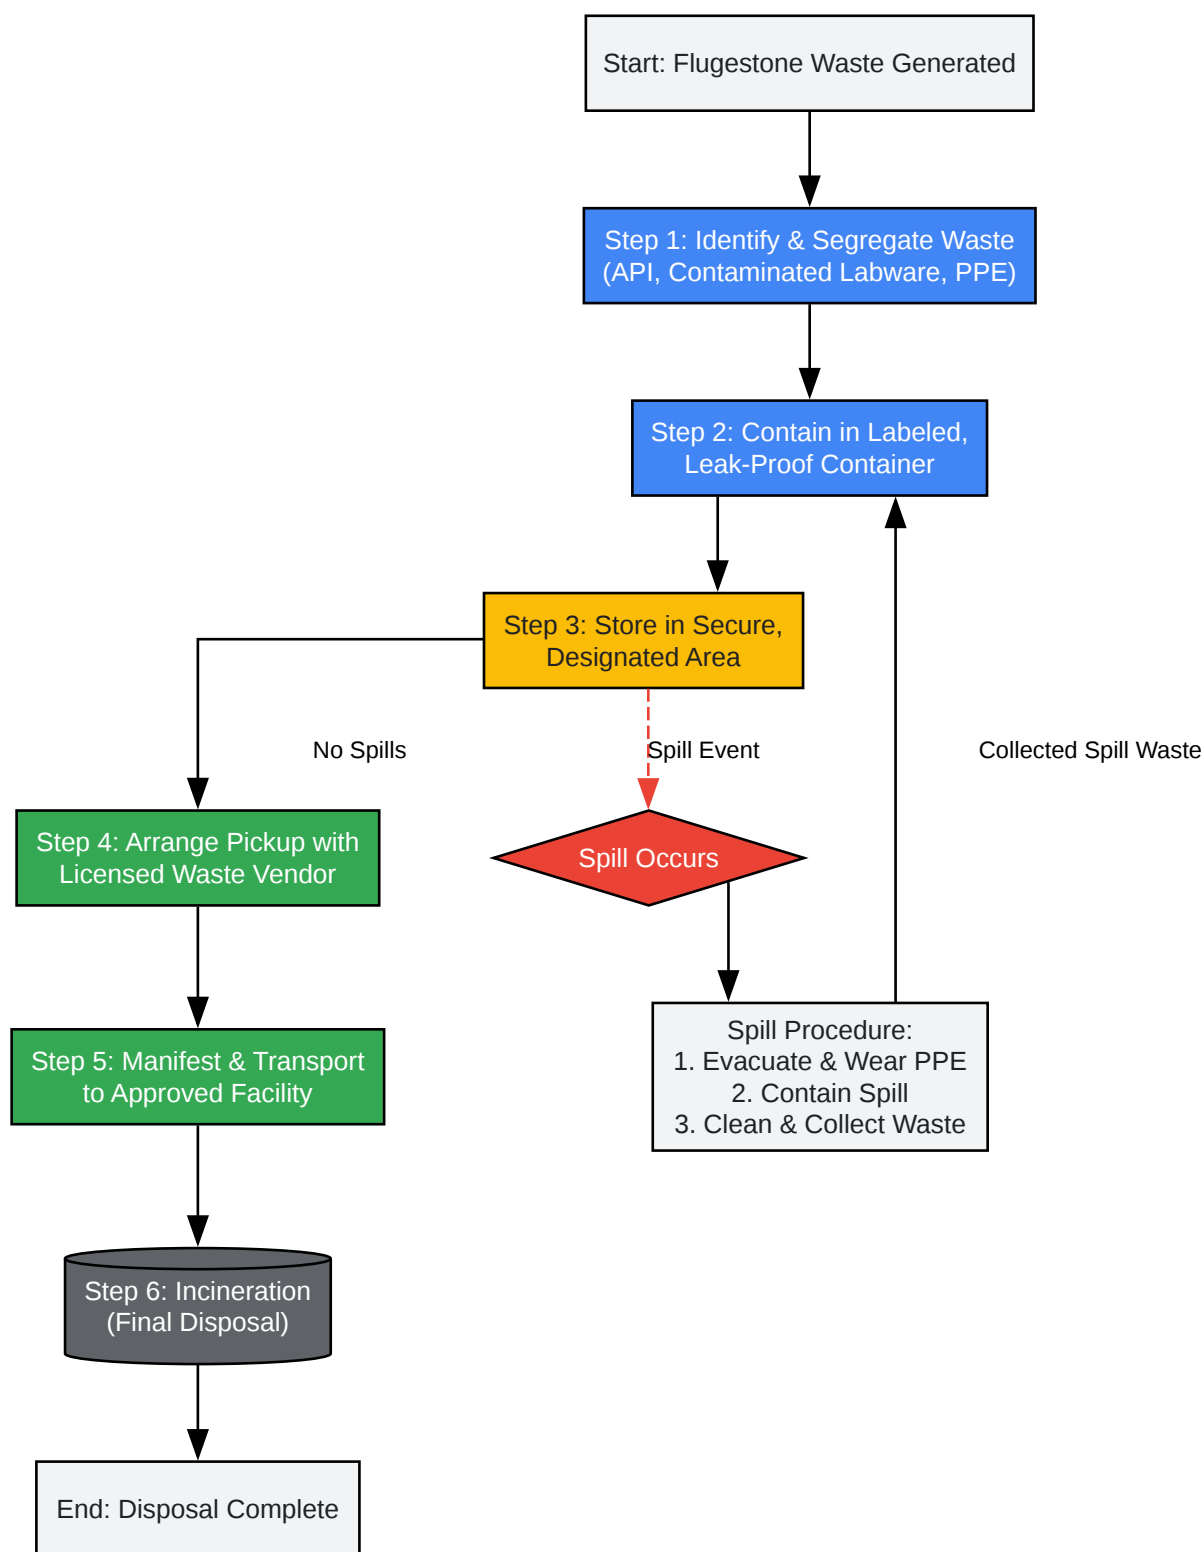 Start: Flugestone Waste Generated
Step 1: Identify & Segregate Waste
(API, Contaminated Labware, PPE)
Step 2: Contain in Labeled,
Leak-Proof Container
Step 3: Store in Secure,
Designated Area
No Spills
Spill Event
Collected Spill Waste
Step 4: Arrange Pickup with
Licensed Waste Vendor
Spill Occurs
Step 5: Manifest & Transport
to Approved Facility
Spill Procedure:
1. Evacuate & Wear PPE
2. Contain Spill
3. Clean & Collect Waste
Step 6: Incineration
(Final Disposal)
End: Disposal Complete